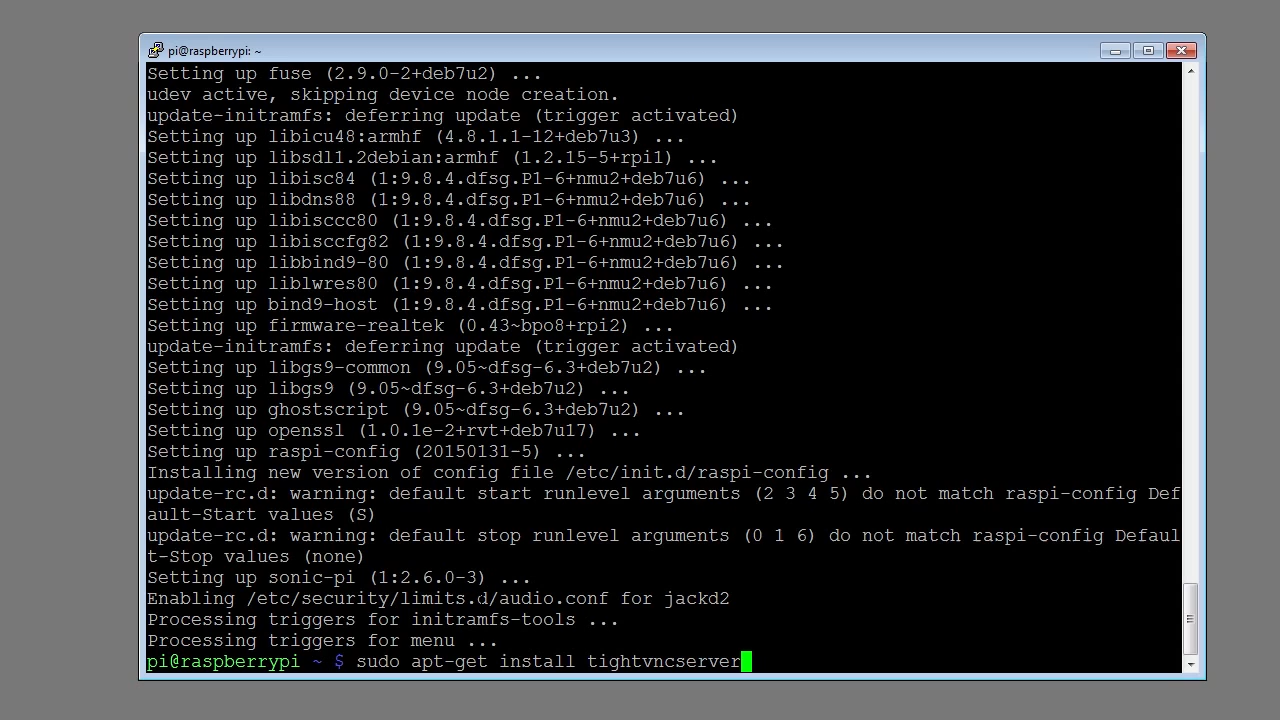 pi@raspberrypi: ~
Setting up fuse (2.9.0-2+deb7u2) ...
udev active, skipping device node creation.
update-initramfs: deferring update (trigger activated)
Setting up libicu48:armhf (4.8.1.1-12+deb7u3) ...
Setting up libsdl1.2debian:armhf (1.2.15-5+rpi1) ...
Setting up libisc84 (1:9.8.4.dfsg.P1-6+nmu2+deb7u6) ...
Setting up libdns88 (1:9.8.4.dfsg.P1-6+nmu2+deb7u6) ...
Setting up libisccc80 (1:9.8.4.dfsg.P1-6+nmu2+deb7u6) ...
Setting up libisccfg82 (1:9.8.4.dfsg.P1-6+nmu2+deb7u6) ...
Setting up libbind9-80 (1:9.8.4.dfsg.P1-6+nmu2+deb7u6) ...
Setting up liblwres80 (1:9.8.4.dfsg.P1-6+nmu2+deb7u6) ...
Setting up bind9-host (1:9.8.4.dfsg.P1-6+nmu2+deb7u6) ...
Setting up firmware-realtek (0.43~bpo8+rpi2) ...
update-initramfs: deferring update (trigger activated)
Setting up libgs9-common (9.05~dfsg-6.3+deb7u2) ...
Setting up libgs9 (9.05~dfsg-6.3+deb7u2) ...
Setting up ghostscript (9.05~dfsg-6.3+deb7u2) ...
Setting up openssl (1.0.1e-2+rvt+deb7u17) ...
Setting up raspi-config (20150131-5) ...
Installing new version of config file /etc/init.d/raspi-config ...
update-rc.d: warning: default start runlevel arguments (2 3 4 5) do not match raspi-config Def
ault-Start values (S)
update-rc.d: warning: default stop runlevel arguments (0 1 6) do not match raspi-config Defaul
t-Stop values (none)
Setting up sonic-pi (1:2.6.0-3) ...
Enabling /etc/security/limits.d/audio.conf for jackd2
Processing triggers for initramfs-tools ...
Processing triggers for menu ...
pi@raspberrypi ~ $ sudo apt-get install tightvncserver